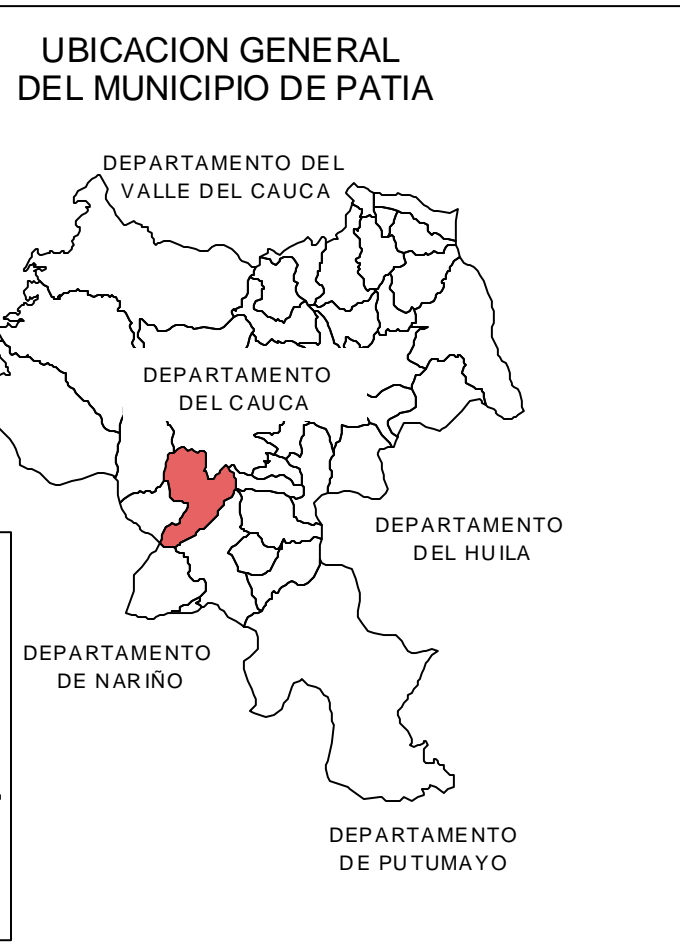 UBICACION GENERAL
DEL MUNICIPIO DE PATIA
DEPARTAMENTO DEL
VALLE DEL CAUCA
DEPARTAMENTO
DEL CAUCA
DEPARTAMENTO
DEL HUILA
DEPARTAMENTO
DE NARIÑO
DEPARTAMENTO
DE PUTUMAYO